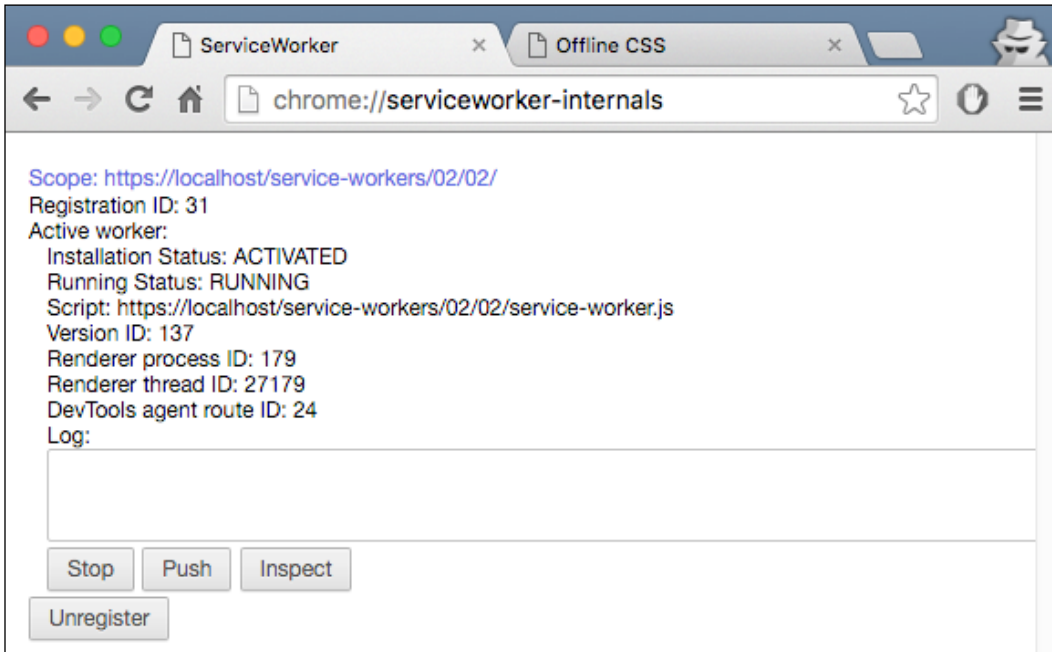 ServiceWorker
Offline CSS
chrome://serviceworker-internals
Scope: https://localhost/service-workers/02/02/
Registration ID: 31
Active worker:
Installation Status: ACTIVATED
Running Status: RUNNING
Script: https://localhost/service-workers/02/02/service-worker.js
Version ID: 137
Renderer process ID: 179
Renderer thread ID: 27179
DevTools agent route ID: 24
Log:
Stop Push Inspect
Unregister